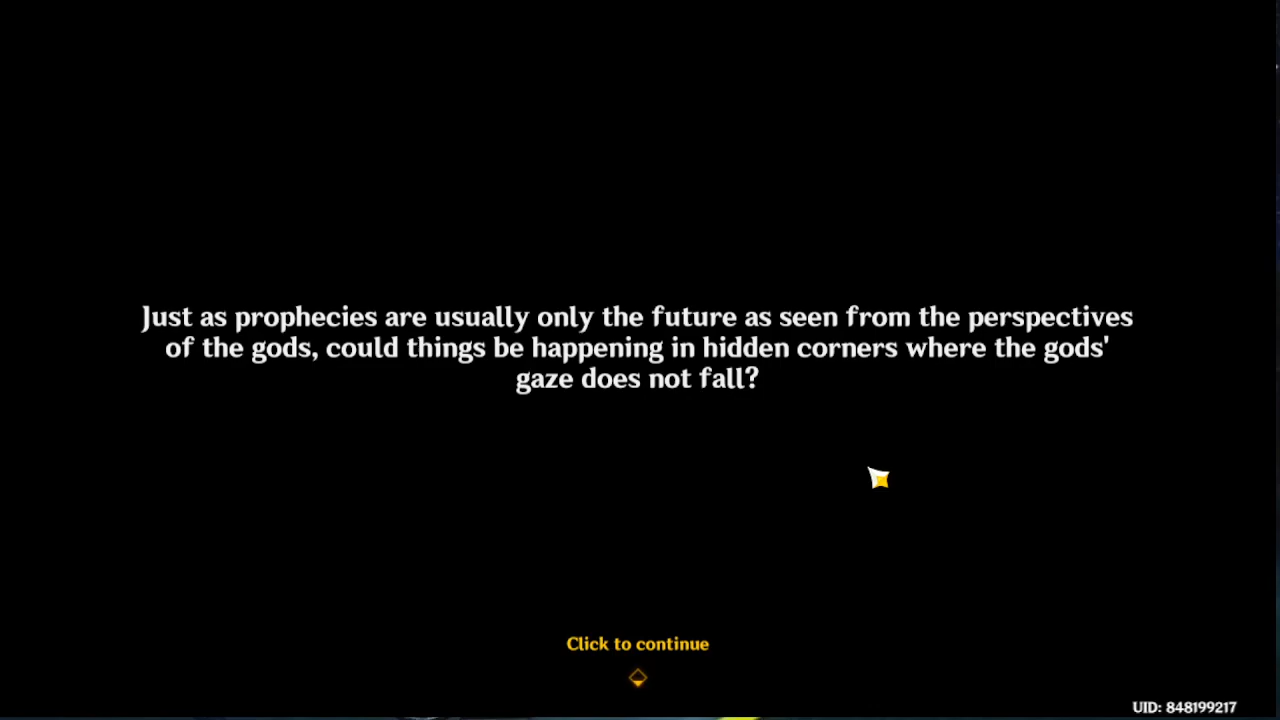 Just as prophecies are usually only the future as seen from the perspectives
of the gods, could things be happening in hidden corners where the gods'
gaze does not fall?
Click to continue
UID: 848199217